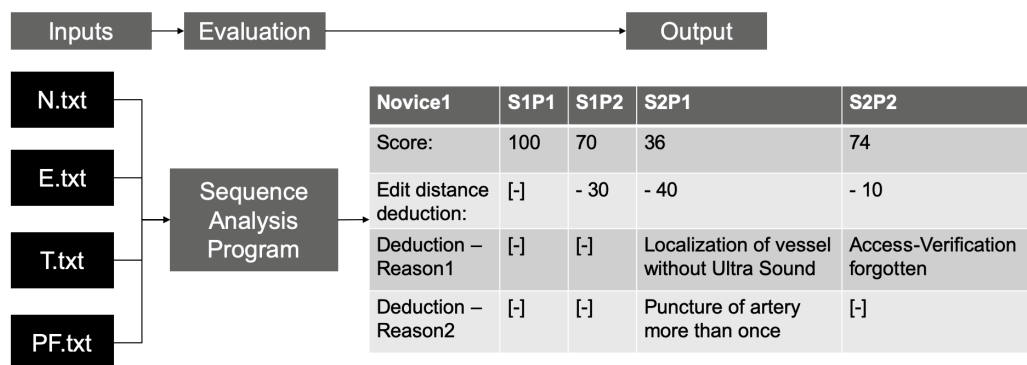 Inputs Evaluation Output
N.txt
E.txt
T.txt
PF.txt
Sequence
Analysis
Program
Novice1 S1P1 S1P2 S2P1 S2P2
Score: 100 70 36 74
Edit distance
deduction: [-] - 30 - 40 - 10
Deduction –
Reason1 [-] [-] Localization of vessel
without Ultra Sound Access-Verification
forgotten
Deduction –
Reason2 [-] [-] Puncture of artery
more than once [-]